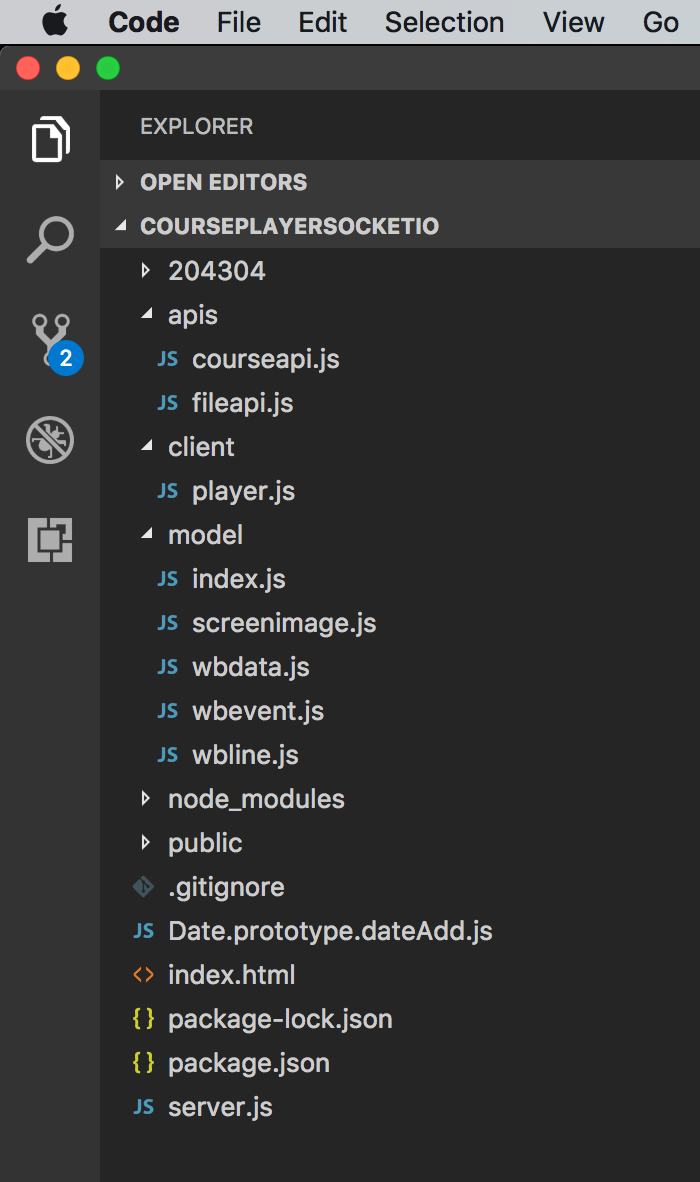 Code File Edit Selection View Go
EXPLORER
OPEN EDITORS
COURSEPLAYERSOCKETIO
204304
apis
JS courseapi.js
JS fileapi.js
2
client
JS player.js
model
JS index.js
JS screenimage.js
JS wbdata.js
JS wbevent.js
JS wbline.js
node_modules
public
.gitignore
JS Date.prototype.dateAdd.js
<> index.html
{} package-lock.json
{} package.json
JS server.js